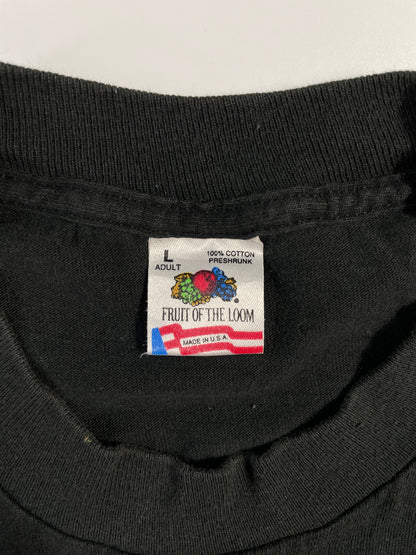 L
ADULT
100% COTTON
PRESHRUNK
®
FRUIT OF THE LOOM
MADE IN U.S.A.